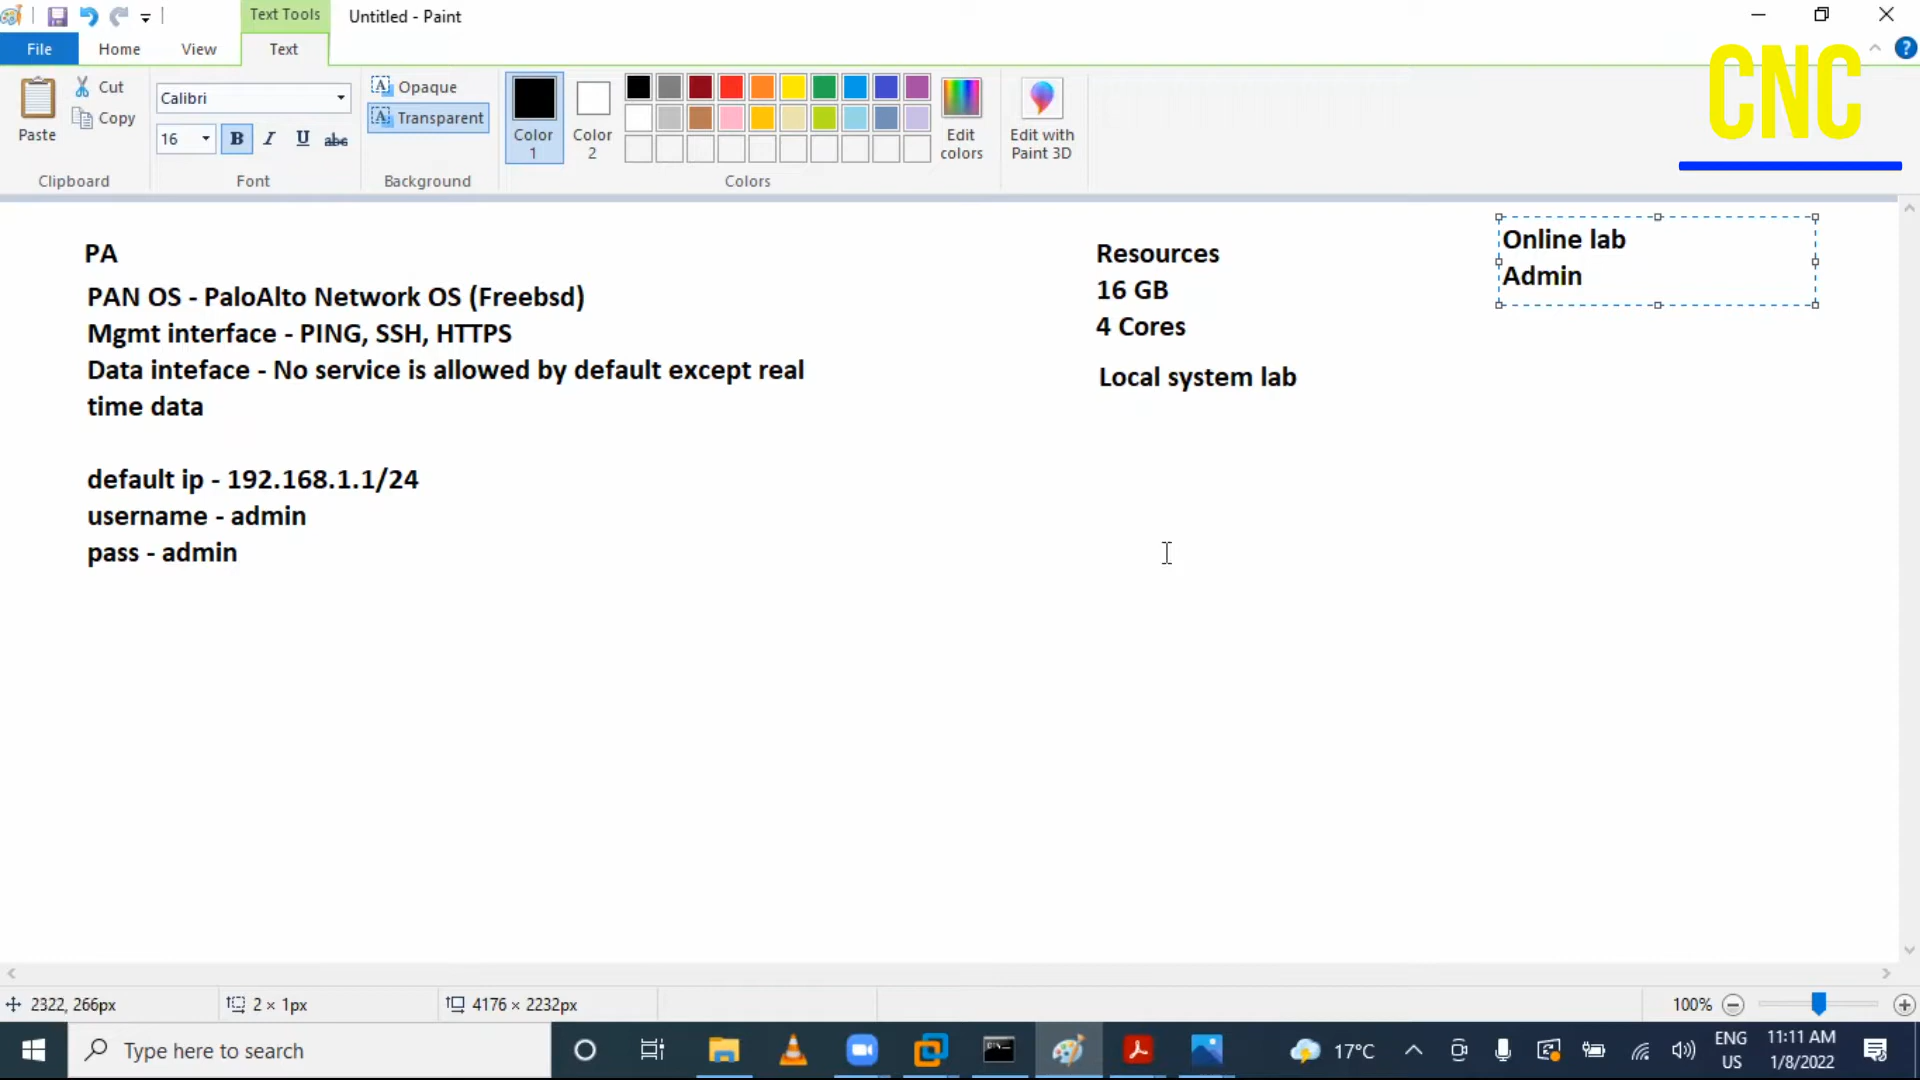 Text Tools
Untitled - Paint
File
Home
View
Text
Paste
Cut
Copy
Clipboard
Calibri
16
B I U abc
Font
Opaque
Transparent
Background
Color 1
Color 2
Edit colors
Colors
Edit with Paint 3D
CNC
PA
PAN OS - PaloAlto Network OS (Freebsd)
Mgmt interface - PING, SSH, HTTPS
Data inteface - No service is allowed by default except real
time data
default ip - 192.168.1.1/24
username - admin
pass - admin
Resources
16 GB
4 Cores
Local system lab
Online lab
Admin
2322, 266px
2 × 1px
4176 × 2232px
100%
Type here to search
17°C
ENG
US
11:11 AM
1/8/2022